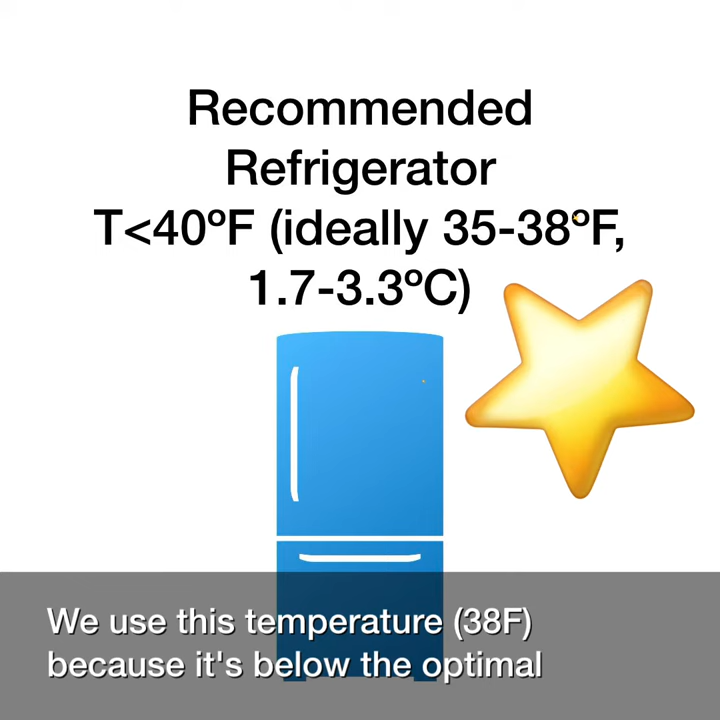 Recommended
Refrigerator
T<40ºF (ideally 35-38ºF,
1.7-3.3ºC)
We use this temperature (38F)
because it's below the optimal